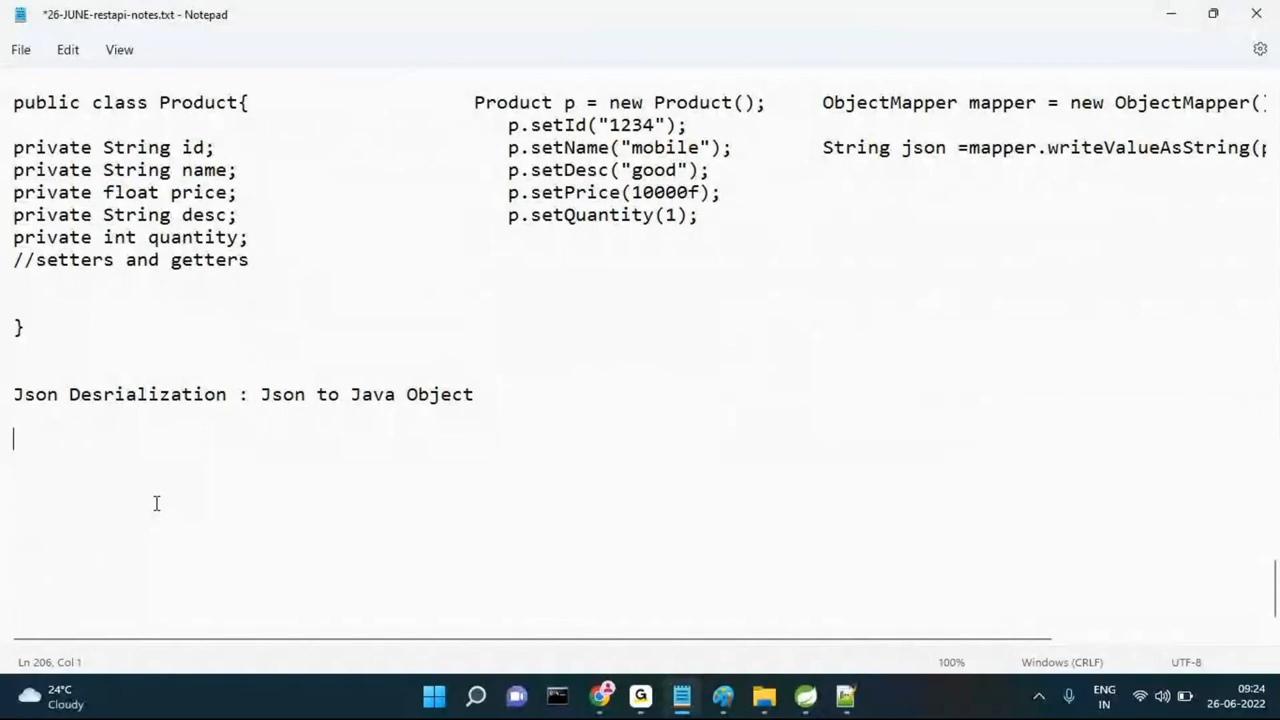 *26-JUNE-restapi-notes.txt - Notepad
File Edit View
public class Product{ Product p = new Product(); ObjectMapper mapper = new ObjectMapper()
p.setId("1234");
private String id; p.setName("mobile"); String json =mapper.writeValueAsString(
private String name; p.setDesc("good");
private float price; p.setPrice(10000f);
private String desc; p.setQuantity(1);
private int quantity;
//setters and getters
}
Json Desrialization : Json to Java Object
Ln 206, Col 1 100% Windows (CRLF) UTF-8
24°C
Cloudy
G
ENG
IN
09:24
26-06-2022